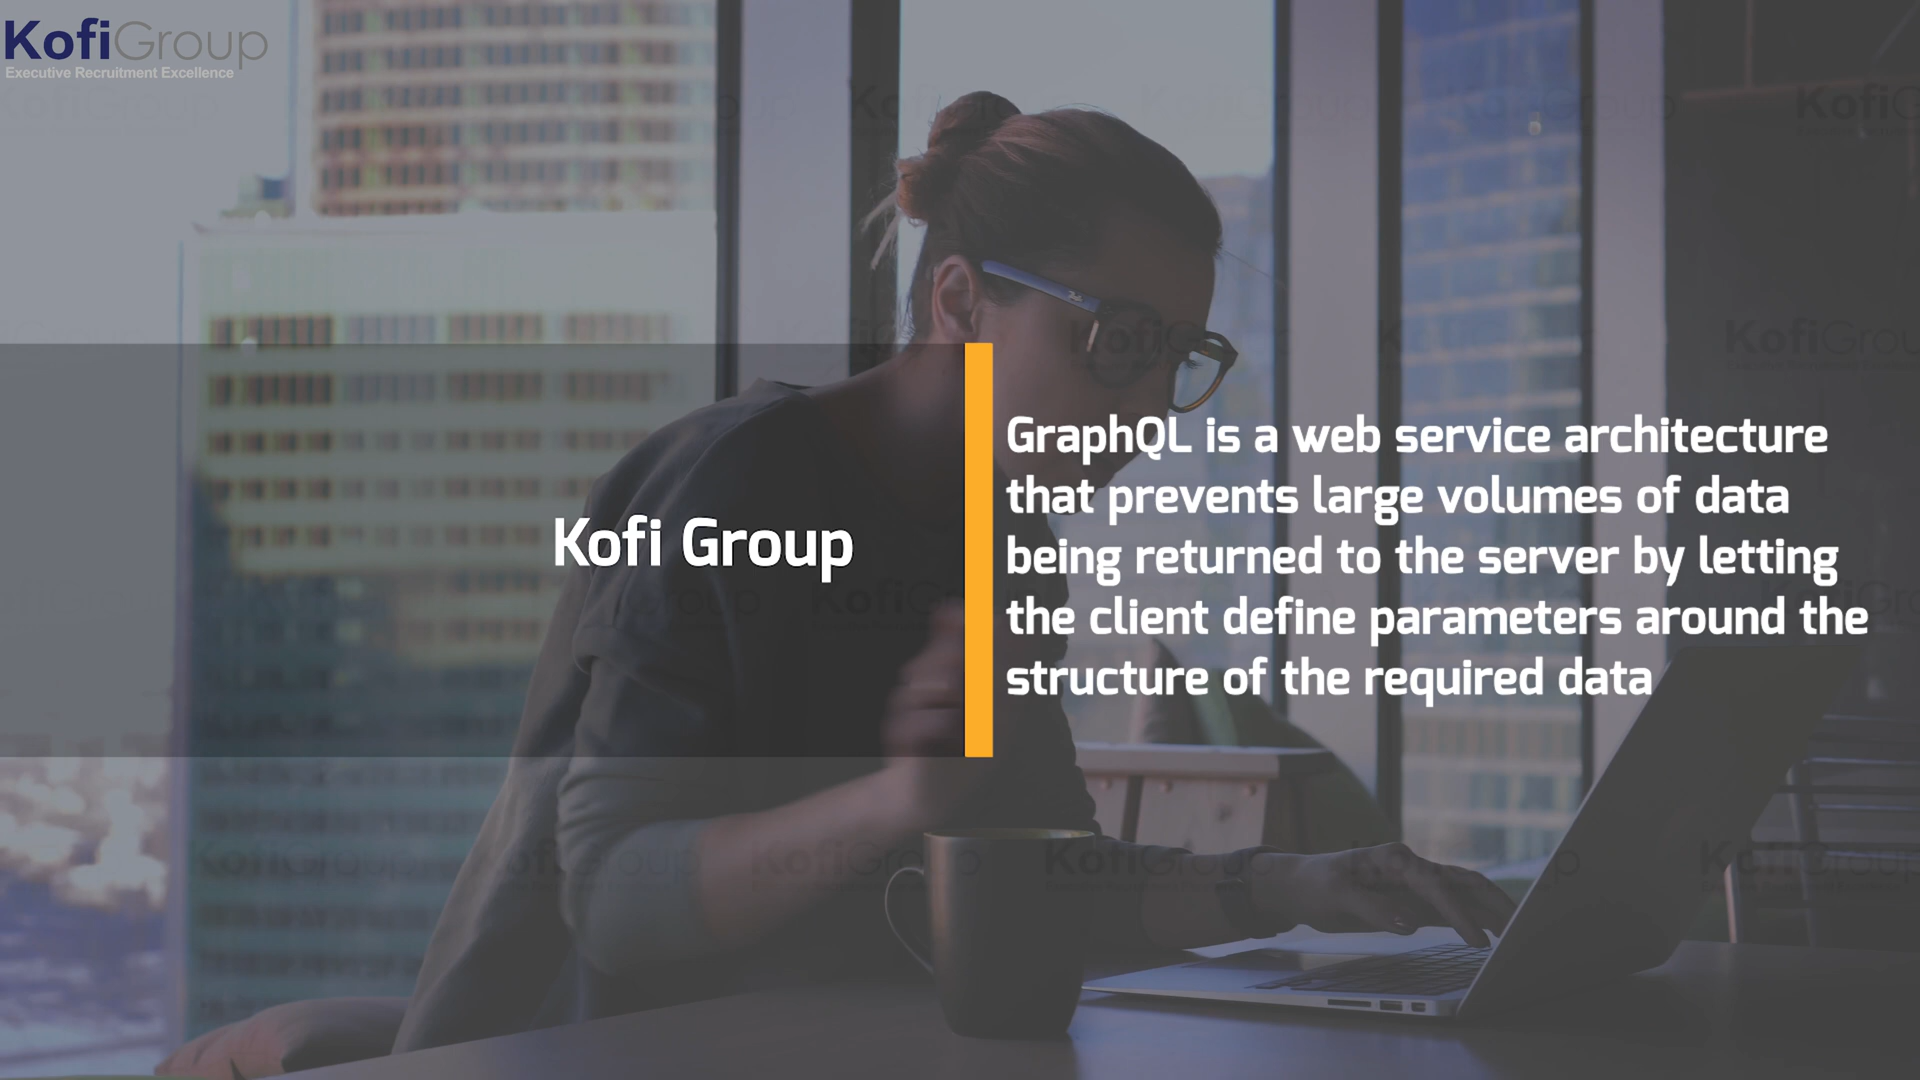 KofiGroup
Executive Recruitment Excellence
Kofi Group
GraphQL is a web service architecture
that prevents large volumes of data
being returned to the server by letting
the client define parameters around the
structure of the required data